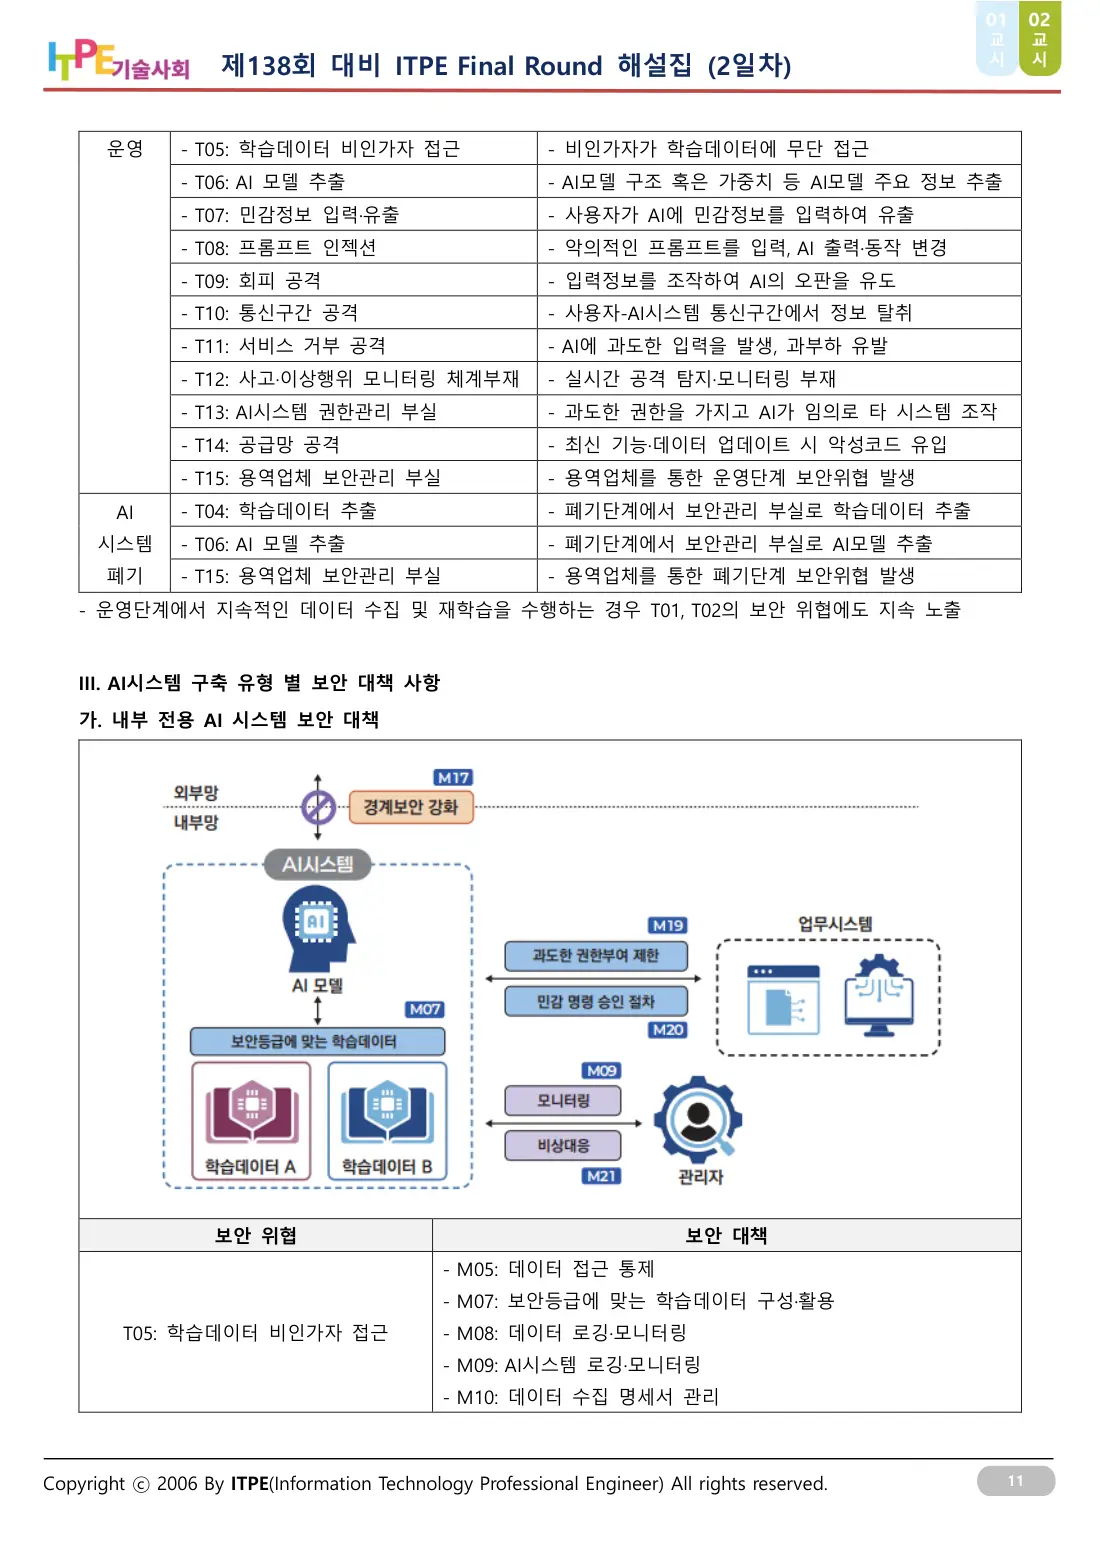 01 교시
02 교시
ITPE기술사회 제138회 대비 ITPE Final Round 해설집 (2일차)
운영
- T05: 학습데이터 비인가자 접근 - 비인가자가 학습데이터에 무단 접근
- T06: AI 모델 추출 - AI모델 구조 혹은 가중치 등 AI모델 주요 정보 추출
- T07: 민감정보 입력·유출 - 사용자가 AI에 민감정보를 입력하여 유출
- T08: 프롬프트 인젝션 - 악의적인 프롬프트를 입력, AI 출력·동작 변경
- T09: 회피 공격 - 입력정보를 조작하여 AI의 오판을 유도
- T10: 통신구간 공격 - 사용자-AI시스템 통신구간에서 정보 탈취
- T11: 서비스 거부 공격 - AI에 과도한 입력을 발생, 과부하 유발
- T12: 사고·이상행위 모니터링 체계부재 - 실시간 공격 탐지·모니터링 부재
- T13: AI시스템 권한관리 부실 - 과도한 권한을 가지고 AI가 임의로 타 시스템 조작
- T14: 공급망 공격 - 최신 기능·데이터 업데이트 시 악성코드 유입
- T15: 용역업체 보안관리 부실 - 용역업체를 통한 운영단계 보안위협 발생
AI
시스템
폐기
- T04: 학습데이터 추출 - 폐기단계에서 보안관리 부실로 학습데이터 추출
- T06: AI 모델 추출 - 폐기단계에서 보안관리 부실로 AI모델 추출
- T15: 용역업체 보안관리 부실 - 용역업체를 통한 폐기단계 보안위협 발생
- 운영단계에서 지속적인 데이터 수집 및 재학습을 수행하는 경우 T01, T02의 보안 위협에도 지속 노출
III. AI시스템 구축 유형 별 보안 대책 사항
가. 내부 전용 AI 시스템 보안 대책
M17
외부망
경계보안 강화
내부망
AI시스템
AI
AI 모델
M19
업무시스템
과도한 권한부여 제한
민감 명령 승인 절차
M20
M07
보안등급에 맞는 학습데이터
학습데이터 A
학습데이터 B
M09
모니터링
비상대응
M21
관리자
보안 위협 보안 대책
T05: 학습데이터 비인가자 접근
- M05: 데이터 접근 통제
- M07: 보안등급에 맞는 학습데이터 구성·활용
- M08: 데이터 로깅·모니터링
- M09: AI시스템 로깅·모니터링
- M10: 데이터 수집 명세서 관리
Copyright ⓒ 2006 By ITPE(Information Technology Professional Engineer) All rights reserved.
11